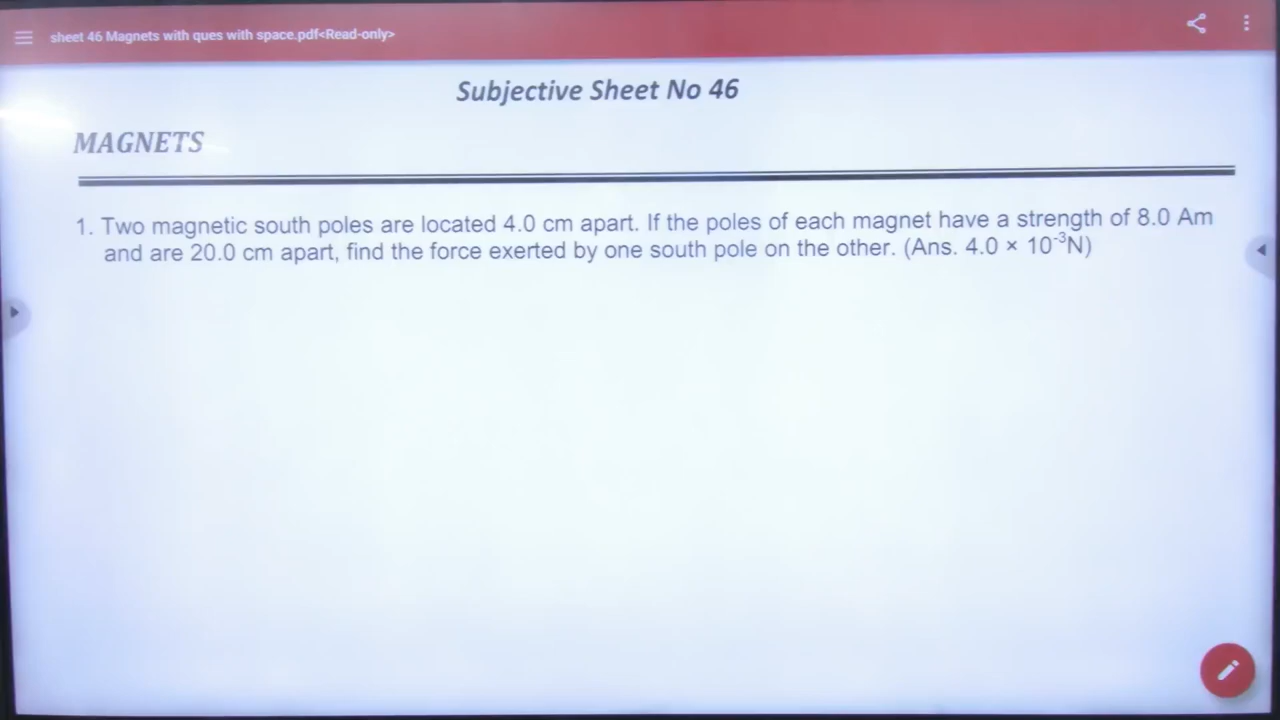 sheet 46 Magnets with ques with space.pdf<Read-only>
Subjective Sheet No 46
MAGNETS
1. Two magnetic south poles are located 4.0 cm apart. If the poles of each magnet have a strength of 8.0 Am
and are 20.0 cm apart, find the force exerted by one south pole on the other. (Ans. 4.0 × 10⁻³N)